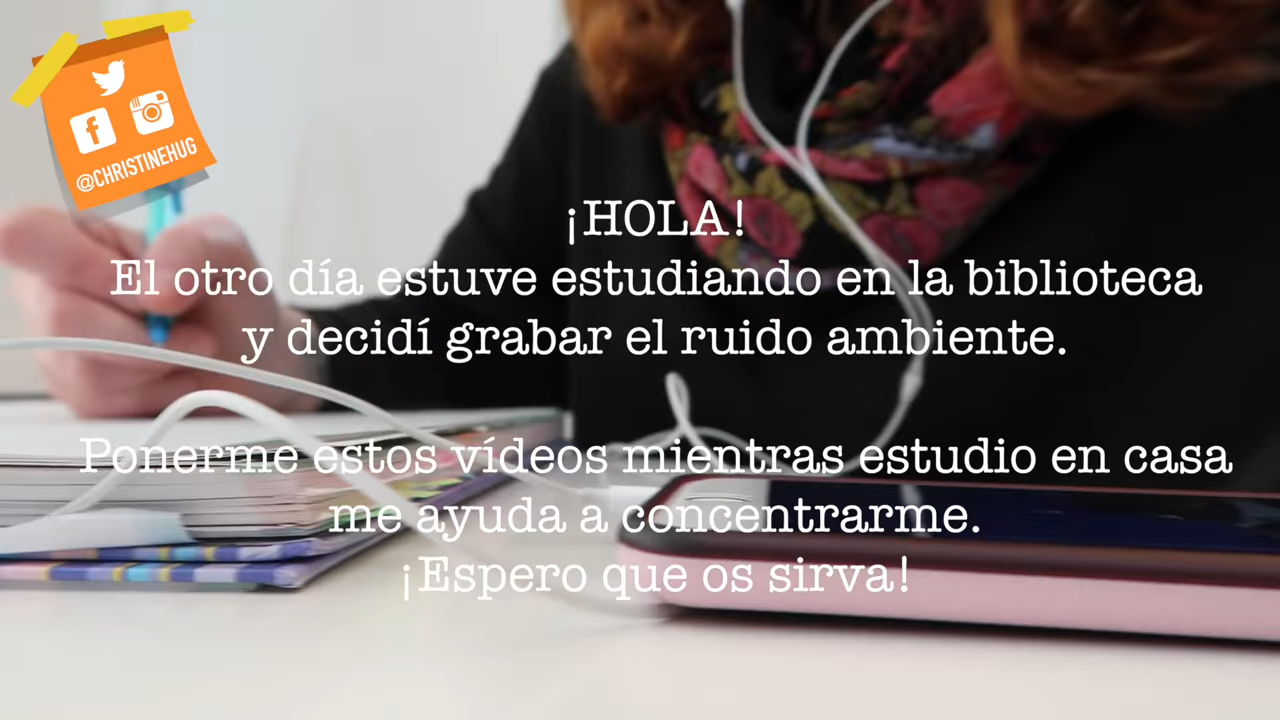 @CHRISTINEHUG
¡HOLA!
El otro día estuve estudiando en la biblioteca
y decidí grabar el ruido ambiente.
Ponerme estos vídeos mientras estudio en casa
me ayuda a concentrarme.
¡Espero que os sirva!